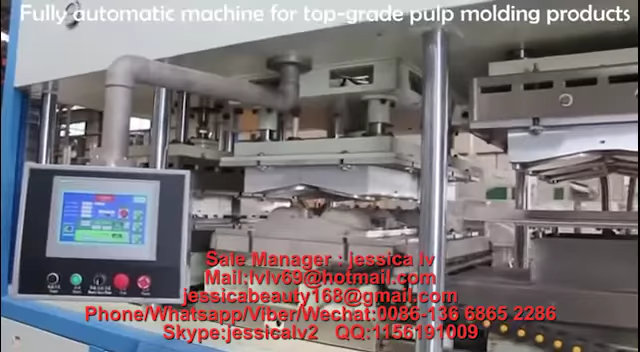 Fully automatic machine for top-grade pulp molding products
Sale Manager : jessica lv
Mail:lvlv69@hotmail.com
jessicabeauty168@gmail.com
Phone/Whatsapp/Viber/Wechat:0086-136 6865 2286
Skype:jessicalv2 QQ:1156191009